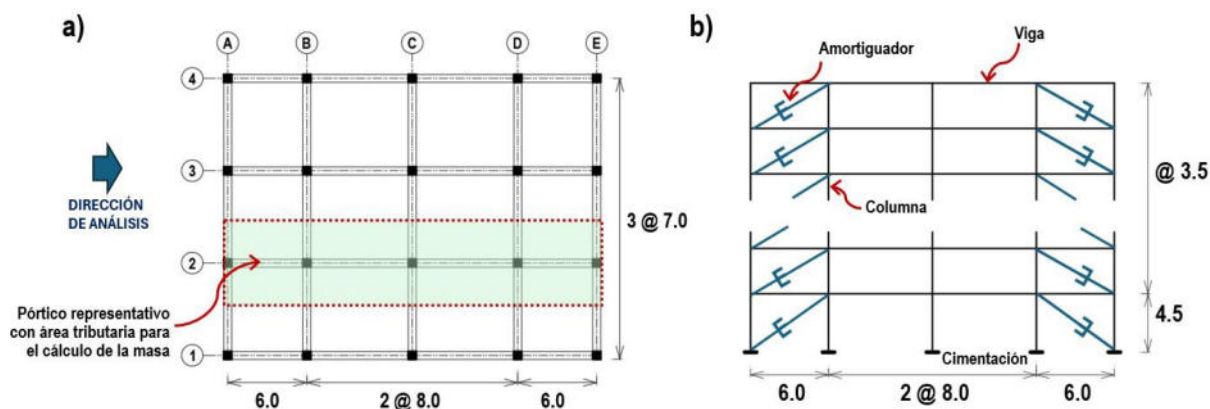 a)
A
B
C
D
E
4
3
2
1
DIRECCIÓN
DE ANÁLISIS
3 @ 7.0
Pórtico representativo
con área tributaria para
el cálculo de la masa
6.0
2 @ 8.0
6.0
b)
Amortiguador
Viga
Columna
@ 3.5
4.5
Cimentación
6.0
2 @ 8.0
6.0